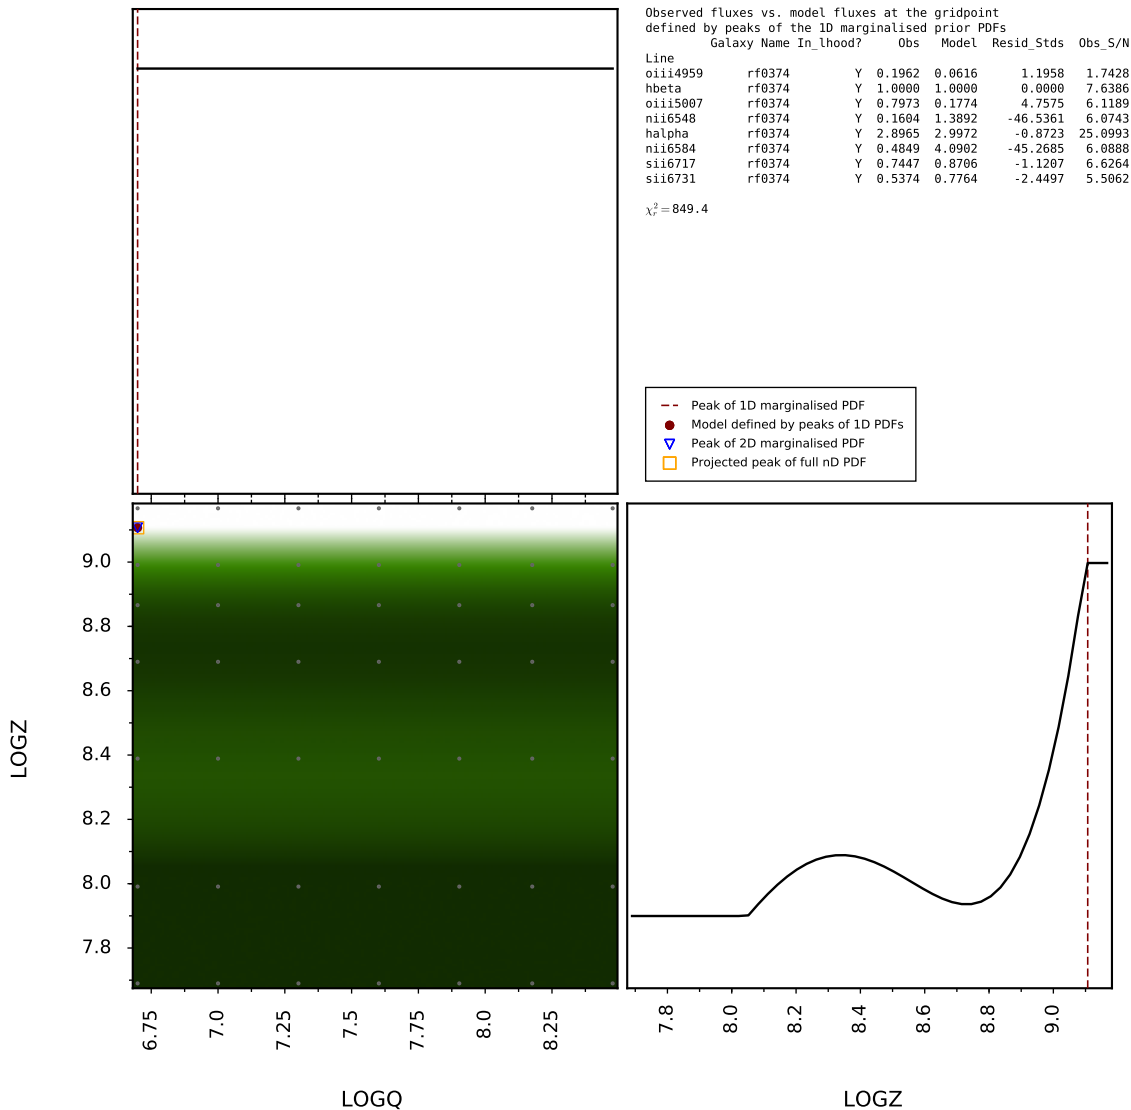 Observed fluxes vs. model fluxes at the gridpoint
defined by peaks of the 1D marginalised prior PDFs
Galaxy Name In_lhood? Obs Model Resid_Stds Obs_S/N
Line
oiii4959 rf0374 Y 0.1962 0.0616 1.1958 1.7428
hbeta rf0374 Y 1.0000 1.0000 0.0000 7.6386
oiii5007 rf0374 Y 0.7973 0.1774 4.7575 6.1189
nii6548 rf0374 Y 0.1604 1.3892 -46.5361 6.0743
halpha rf0374 Y 2.8965 2.9972 -0.8723 25.0993
nii6584 rf0374 Y 0.4849 4.0902 -45.2685 6.0888
sii6717 rf0374 Y 0.7447 0.8706 -1.1207 6.6264
sii6731 rf0374 Y 0.5374 0.7764 -2.4497 5.5062
χ²ᵣ = 849.4
Peak of 1D marginalised PDF
Model defined by peaks of 1D PDFs
Peak of 2D marginalised PDF
Projected peak of full nD PDF
9.0
8.8
8.6
8.4
8.2
8.0
7.8
LOGZ
6.75 7.0 7.25 7.5 7.75 8.0 8.25
LOGQ
7.8 8.0 8.2 8.4 8.6 8.8 9.0
LOGZ